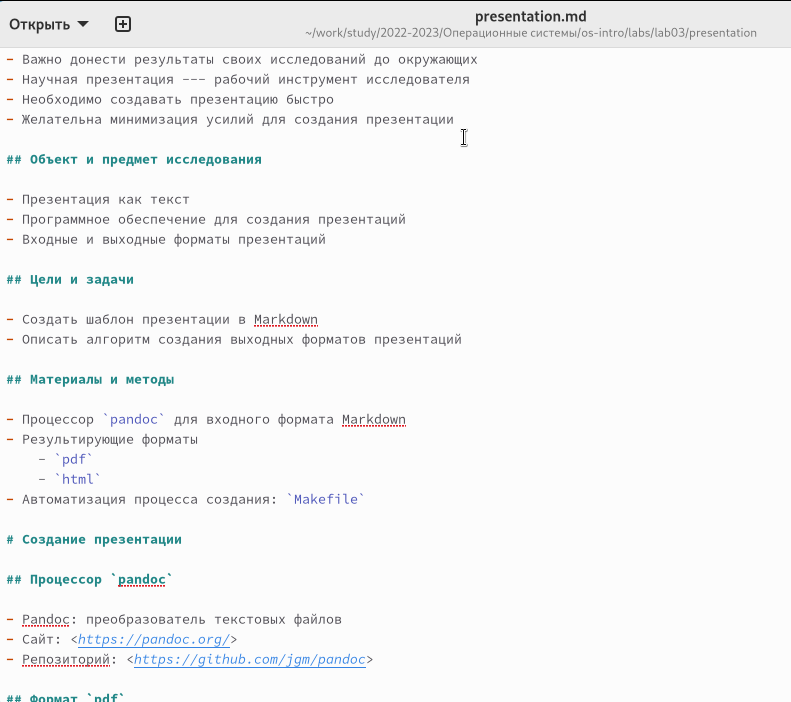 Открыть
presentation.md
~/work/study/2022-2023/Операционные системы/os-intro/labs/lab03/presentation
- Важно донести результаты своих исследований до окружающих
- Научная презентация --- рабочий инструмент исследователя
- Необходимо создавать презентацию быстро
- Желательна минимизация усилий для создания презентации
## Объект и предмет исследования
- Презентация как текст
- Программное обеспечение для создания презентаций
- Входные и выходные форматы презентаций
## Цели и задачи
- Создать шаблон презентации в Markdown
- Описать алгоритм создания выходных форматов презентаций
## Материалы и методы
- Процессор `pandoc` для входного формата Markdown
- Результирующие форматы
    - `pdf`
    - `html`
- Автоматизация процесса создания: `Makefile`
# Создание презентации
## Процессор `pandoc`
- Pandoc: преобразователь текстовых файлов
- Сайт: <https://pandoc.org/>
- Репозиторий: <https://github.com/jgm/pandoc>
## Формат `pdf`